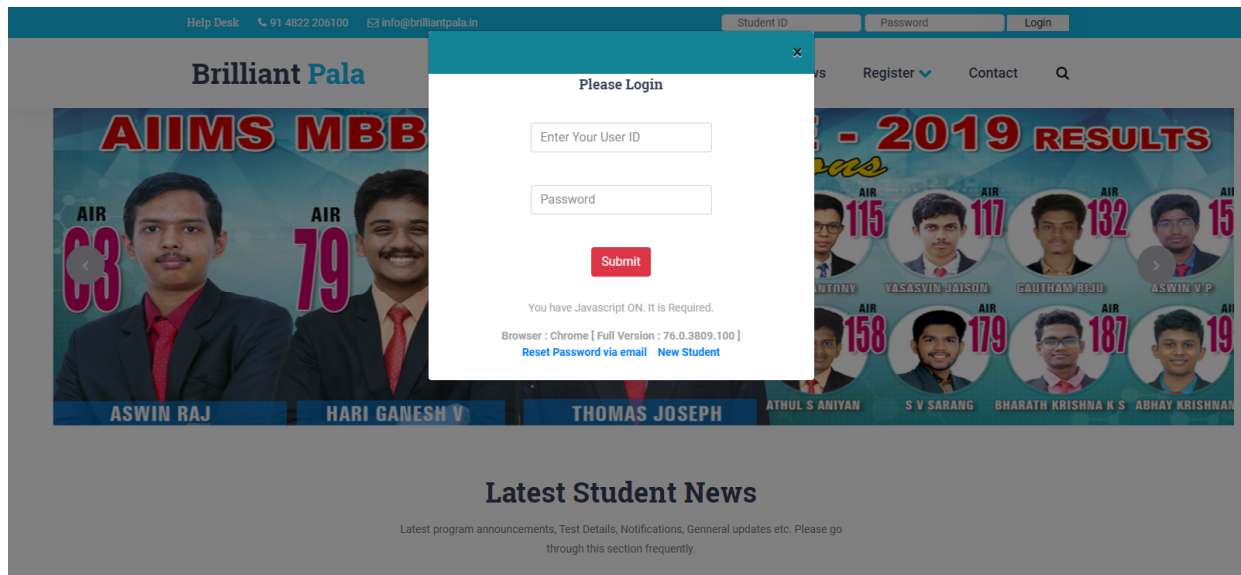 Help Desk 91 4822 206100 info@brilliantpala.in Student ID Password Login
×
Brilliant Pala Register Contact
Please Login
Enter Your User ID
Password
Submit
You have Javascript ON. It is Required.
Browser : Chrome [ Full Version : 76.0.3809.100 ]
Reset Password via email New Student
AIIMS MBB - 2019 RESULTS
AIR 63 AIR 79 AIR 115 AIR 117 AIR 132
YASASVIN JAISON GAUTHAM BIJU ASWIN V P
AIR 158 AIR 179 AIR 187
ASWIN RAJ HARI GANESH V THOMAS JOSEPH ATHUL S ANIYAN S V SARANG BHARATH KRISHNA K S ABHAY KRISHNAN
Latest Student News
Latest program announcements, Test Details, Notifications, Genneral updates etc. Please go
through this section frequently.